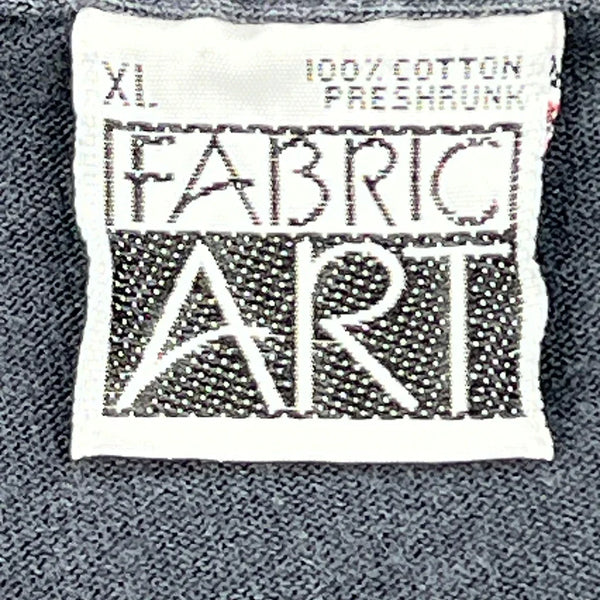 XL 100% COTTON
PRESHRUNK
FABRIC
ART